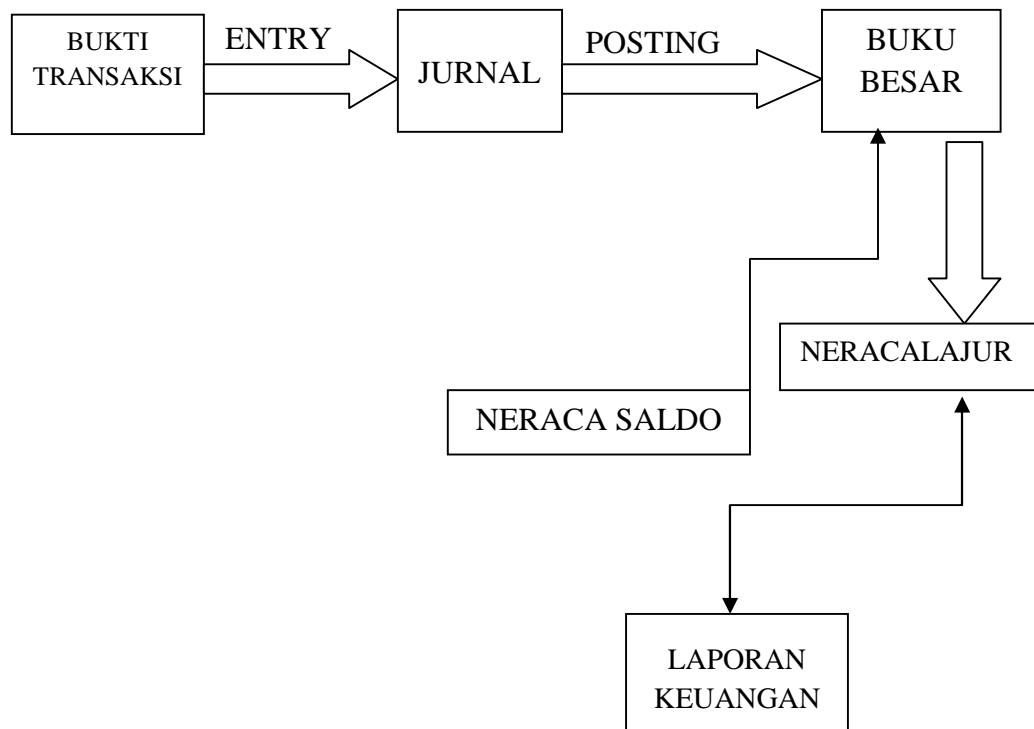 BUKTI
TRANSAKSI
ENTRY
JURNAL
POSTING
BUKU
BESAR
NERACALAJUR
NERACA SALDO
LAPORAN
KEUANGAN